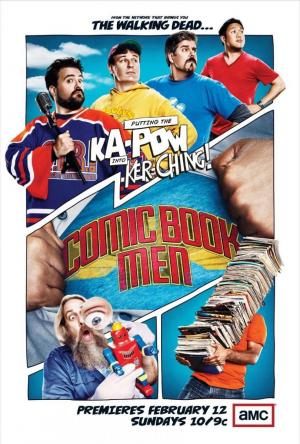 FROM THE NETWORK THAT BRINGS YOU
THE WALKING DEAD...
PUTTING THE
KA-POW
INTO
KER-CHING!
COMIC BOOK
MEN
PREMIERES FEBRUARY 12
SUNDAYS 10/9c
aMC